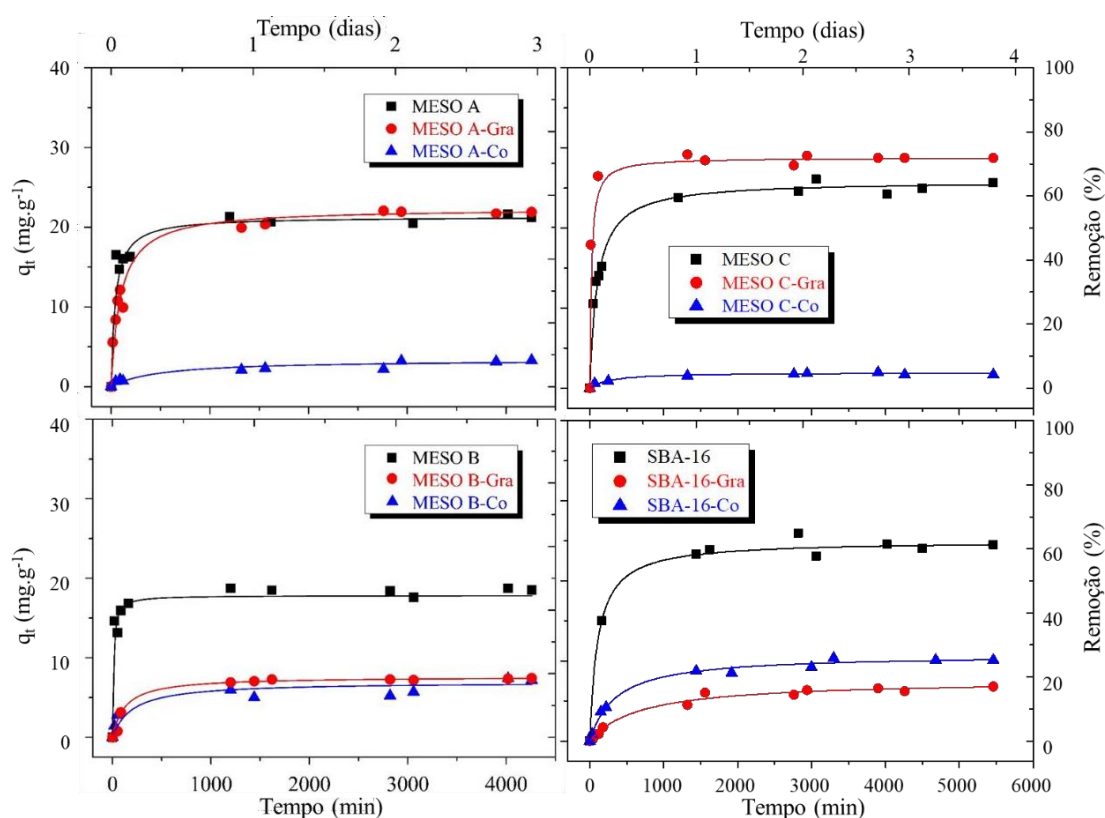 Tempo (dias)
0 1 2 3
40
30
20
10
0
qt (mg.g-1)
MESO A
MESO A-Gra
MESO A-Co
Tempo (dias)
0 1 2 3 4
100
80
60
40
20
0
Remoção (%)
MESO C
MESO C-Gra
MESO C-Co
40
30
20
10
0
qt (mg.g-1)
MESO B
MESO B-Gra
MESO B-Co
0 1000 2000 3000 4000
Tempo (min)
100
80
60
40
20
0
Remoção (%)
SBA-16
SBA-16-Gra
SBA-16-Co
0 1000 2000 3000 4000 5000 6000
Tempo (min)